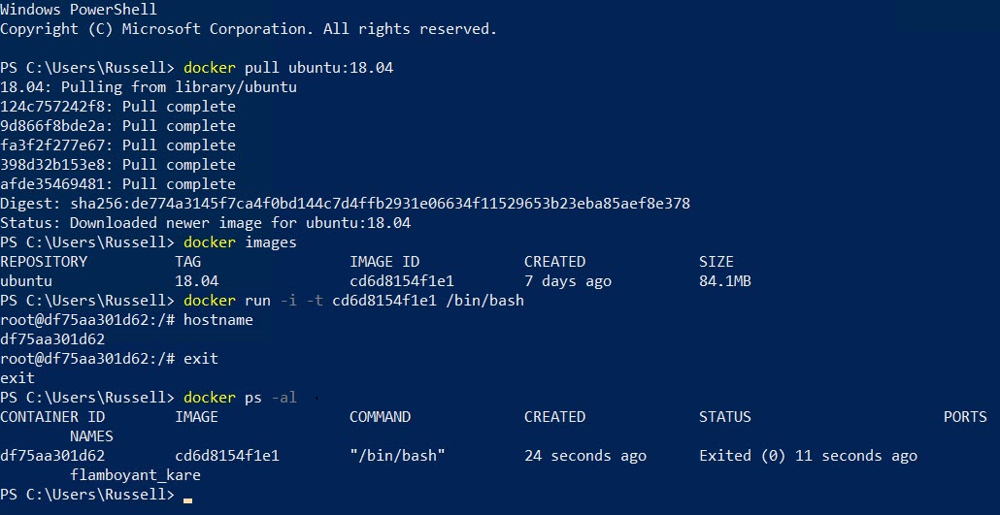 Windows PowerShell
Copyright (C) Microsoft Corporation. All rights reserved.
PS C:\Users\Russell> docker pull ubuntu:18.04
18.04: Pulling from library/ubuntu
124c757242f8: Pull complete
9d866f8bde2a: Pull complete
fa3f2f277e67: Pull complete
398d32b153e8: Pull complete
afde35469481: Pull complete
Digest: sha256:de774a3145f7ca4f0bd144c7d4ffb2931e06634f11529653b23eba85aef8e378
Status: Downloaded newer image for ubuntu:18.04
PS C:\Users\Russell> docker images
REPOSITORY          TAG                 IMAGE ID            CREATED             SIZE
ubuntu              18.04               cd6d8154f1e1        7 days ago          84.1MB
PS C:\Users\Russell> docker run -i -t cd6d8154f1e1 /bin/bash
root@df75aa301d62:/# hostname
df75aa301d62
root@df75aa301d62:/# exit
exit
PS C:\Users\Russell> docker ps -al
CONTAINER ID        IMAGE               COMMAND             CREATED             STATUS                      PORTS
        NAMES
df75aa301d62        cd6d8154f1e1        "/bin/bash"         24 seconds ago      Exited (0) 11 seconds ago
        flamboyant_kare
PS C:\Users\Russell>